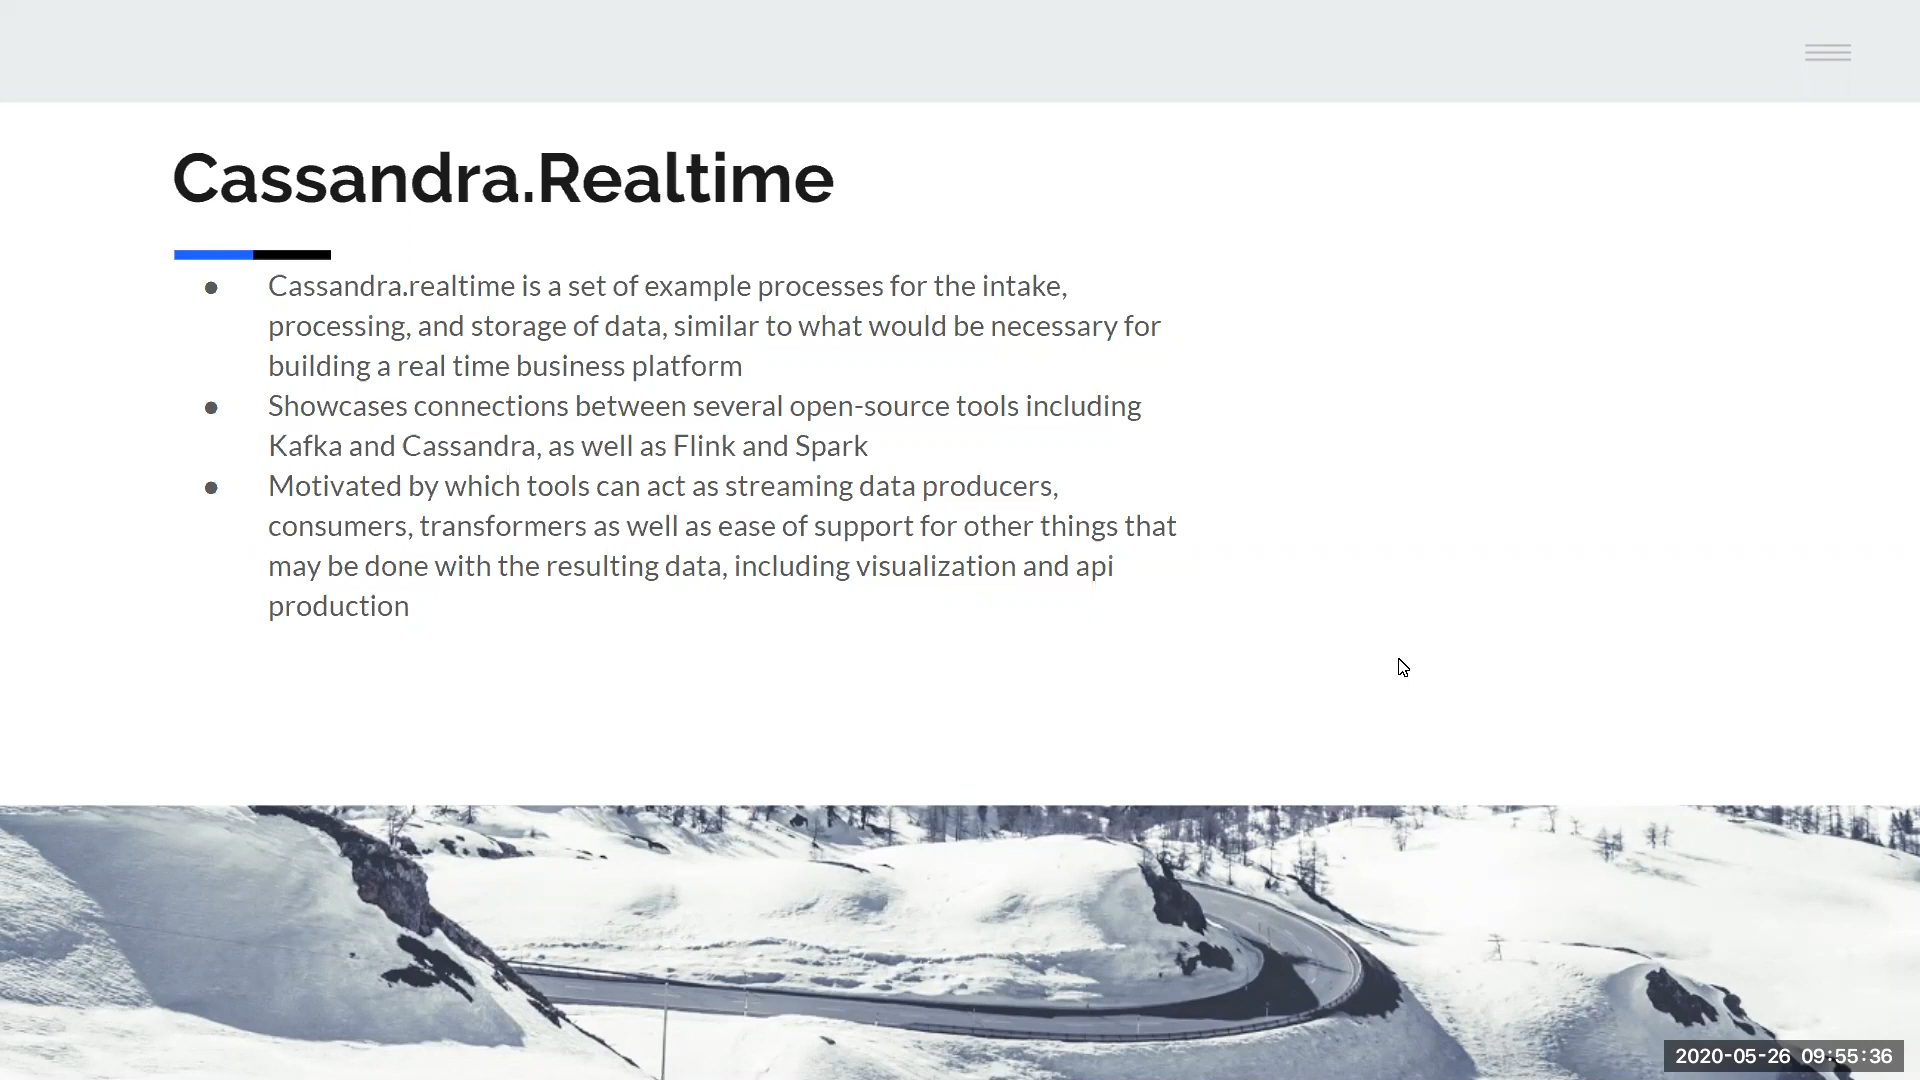 Cassandra.Realtime
● Cassandra.realtime is a set of example processes for the intake,
processing, and storage of data, similar to what would be necessary for
building a real time business platform
● Showcases connections between several open-source tools including
Kafka and Cassandra, as well as Flink and Spark
● Motivated by which tools can act as streaming data producers,
consumers, transformers as well as ease of support for other things that
may be done with the resulting data, including visualization and api
production
2020-05-26 09:55:36